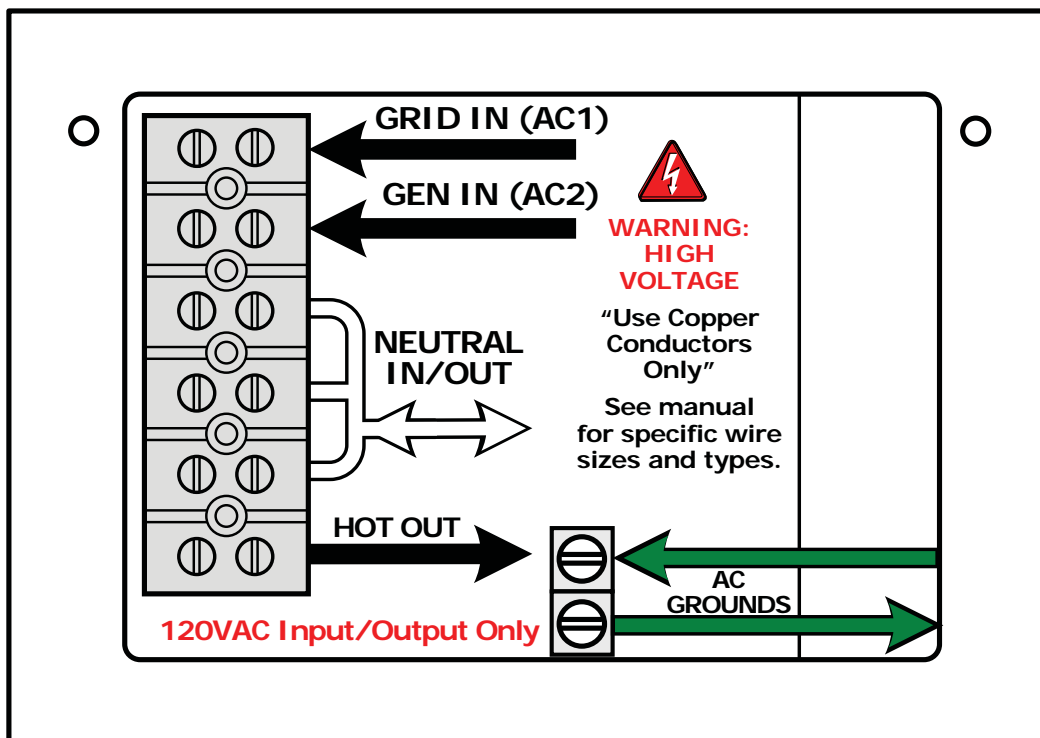 GRID IN (AC1)
GEN IN (AC2)
WARNING:
HIGH
VOLTAGE
“Use Copper
Conductors
Only”
See manual
for specific wire
sizes and types.
NEUTRAL
IN/OUT
HOT OUT
AC
GROUNDS
120VAC Input/Output Only